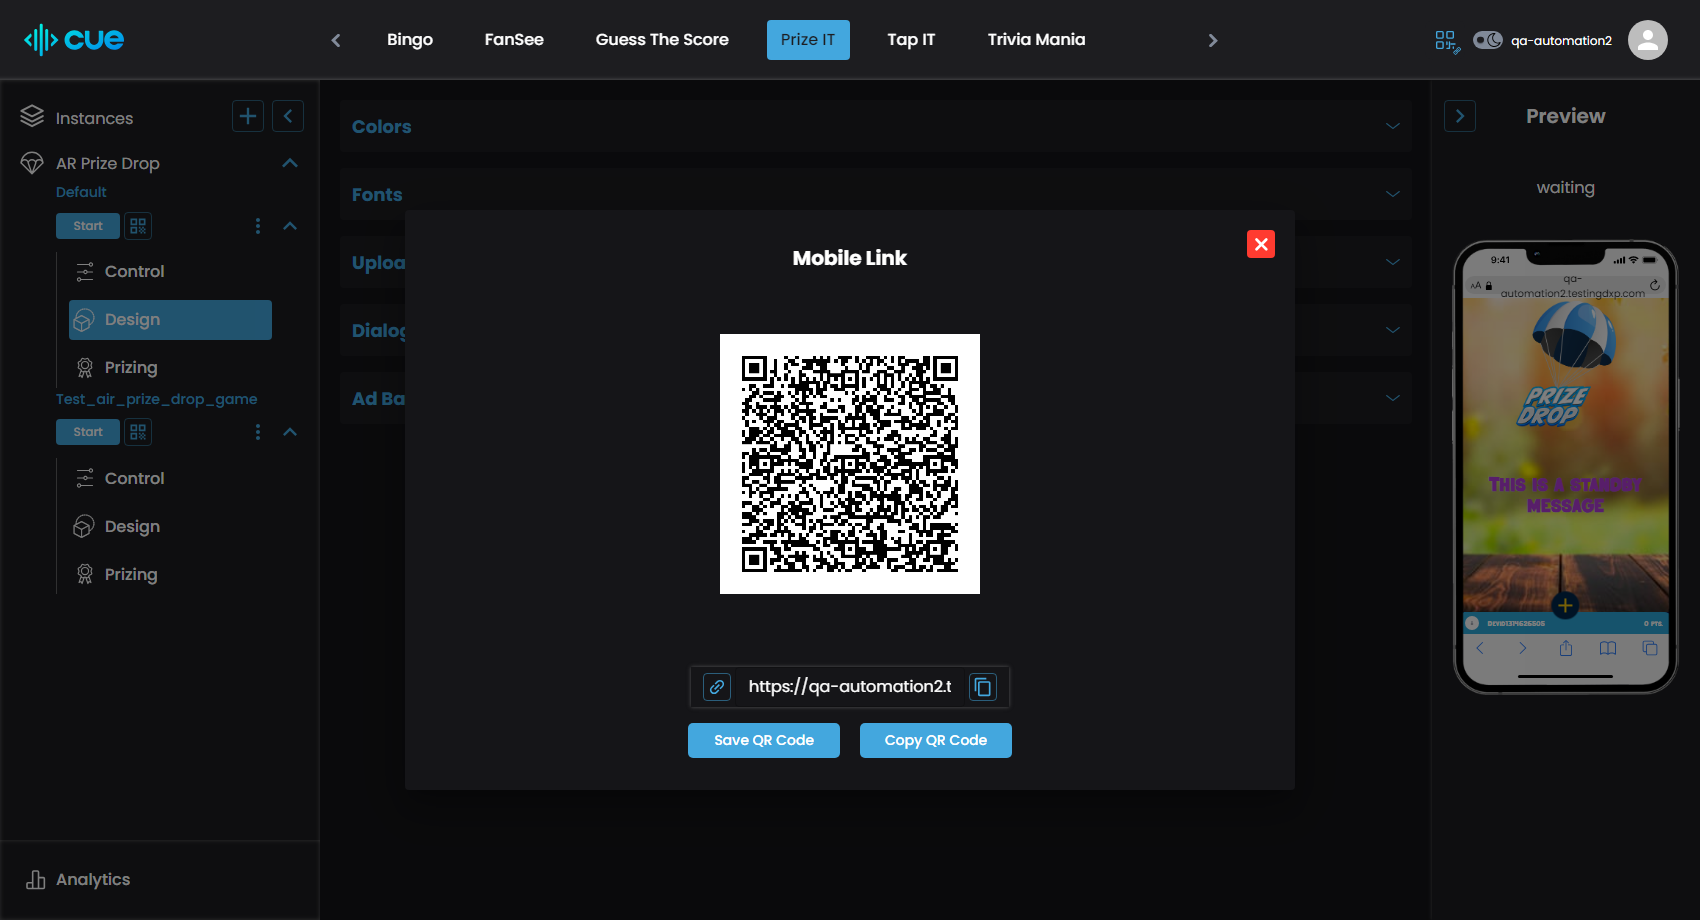 cue
Bingo
FanSee
Guess The Score
Prize IT
Tap IT
Trivia Mania
qa-automation2
Instances
AR Prize Drop
Default
Start
Control
Design
Prizing
Test_air_prize_drop_game
Start
Control
Design
Prizing
Analytics
Colors
Fonts
Uploa
Dialog
Ad Ba
Mobile Link
https://qa-automation2.t
Save QR Code
Copy QR Code
Preview
waiting
9:41
AA
qa-
automation2.testingdxp.com
PRIZE
DROP
THIS IS A STANDBY
MESSAGE
0 PTS.